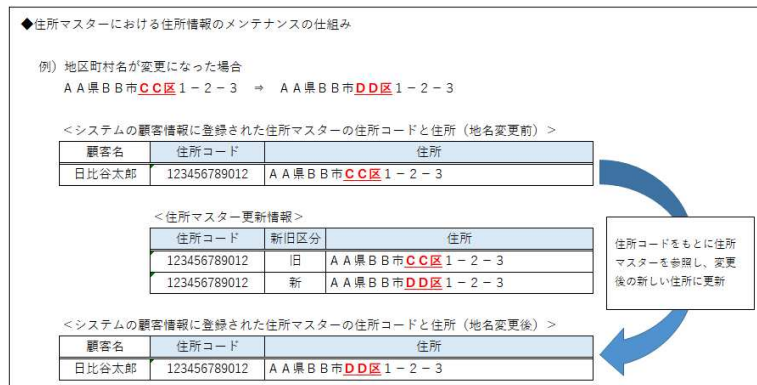 ◆住所マスターにおける住所情報のメンテナンスの仕組み
例）地区町村名が変更になった場合
ＡＡ県ＢＢ市ＣＣ区１－２－３　⇒　ＡＡ県ＢＢ市ＤＤ区１－２－３
＜システムの顧客情報に登録された住所マスターの住所コードと住所（地名変更前）＞
顧客名　住所コード　住所
日比谷太郎　123456789012　ＡＡ県ＢＢ市ＣＣ区１－２－３
＜住所マスター更新情報＞
住所コード　新旧区分　住所
123456789012　旧　ＡＡ県ＢＢ市ＣＣ区１－２－３
123456789012　新　ＡＡ県ＢＢ市ＤＤ区１－２－３
住所コードをもとに住所
マスターを参照し、変更
後の新しい住所に更新
＜システムの顧客情報に登録された住所マスターの住所コードと住所（地名変更後）＞
顧客名　住所コード　住所
日比谷太郎　123456789012　ＡＡ県ＢＢ市ＤＤ区１－２－３